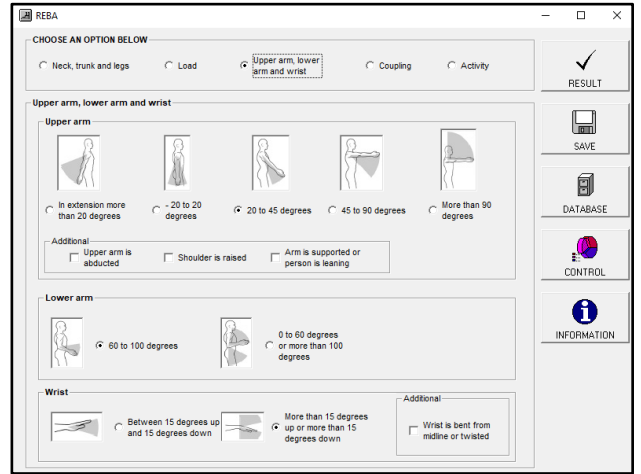 REBA
CHOOSE AN OPTION BELOW
Neck, trunk and legs
Load
Upper arm, lower
arm and wrist
Coupling
Activity
RESULT
SAVE
DATABASE
CONTROL
INFORMATION
Upper arm, lower arm and wrist
Upper arm
In extension more
than 20 degrees
- 20 to 20
degrees
20 to 45 degrees
45 to 90 degrees
More than 90
degrees
Additional
Upper arm is
abducted
Shoulder is raised
Arm is supported or
person is leaning
Lower arm
60 to 100 degrees
0 to 60 degrees
or more than 100
degrees
Wrist
Between 15 degrees up
and 15 degrees down
More than 15 degrees
up or more than 15
degrees down
Additional
Wrist is bent from
midline or twisted